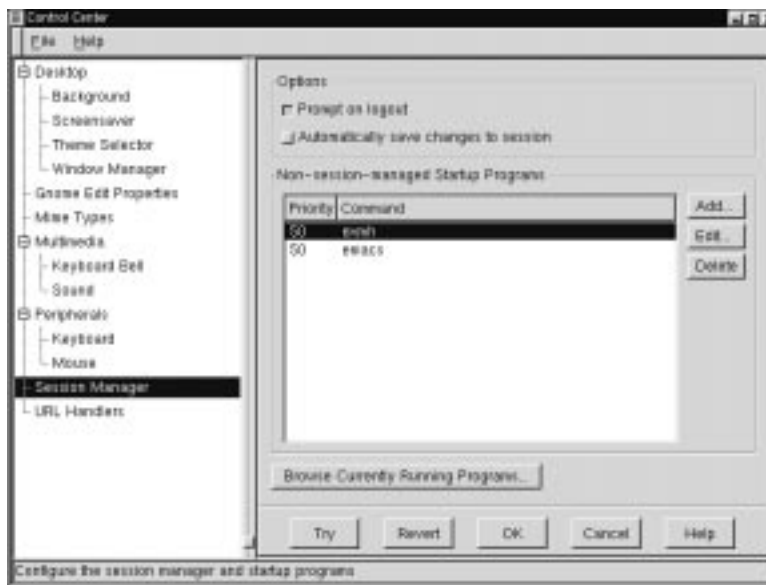 Control Center
File Help
Desktop
Background
Screensaver
Theme Selector
Window Manager
Gnome Edit Properties
Mime Types
Multimedia
Keyboard Bell
Sound
Peripherals
Keyboard
Mouse
Session Manager
URL Handlers
Options
Prompt on logout
Automatically save changes to session
Non-session-managed Startup Programs
Priority Command
50 exmh
50 emacs
Add...
Edit...
Delete
Browse Currently Running Programs...
Try Revert OK Cancel Help
Configure the session manager and startup programs